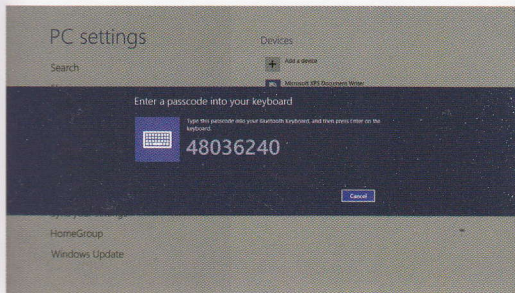 PC settings
Devices
Search
Add a device
Microsoft XPS Document Writer
Enter a passcode into your keyboard
Type this passcode into your Bluetooth Keyboard, and then press Enter on the
keyboard.
48036240
Cancel
HomeGroup
Windows Update